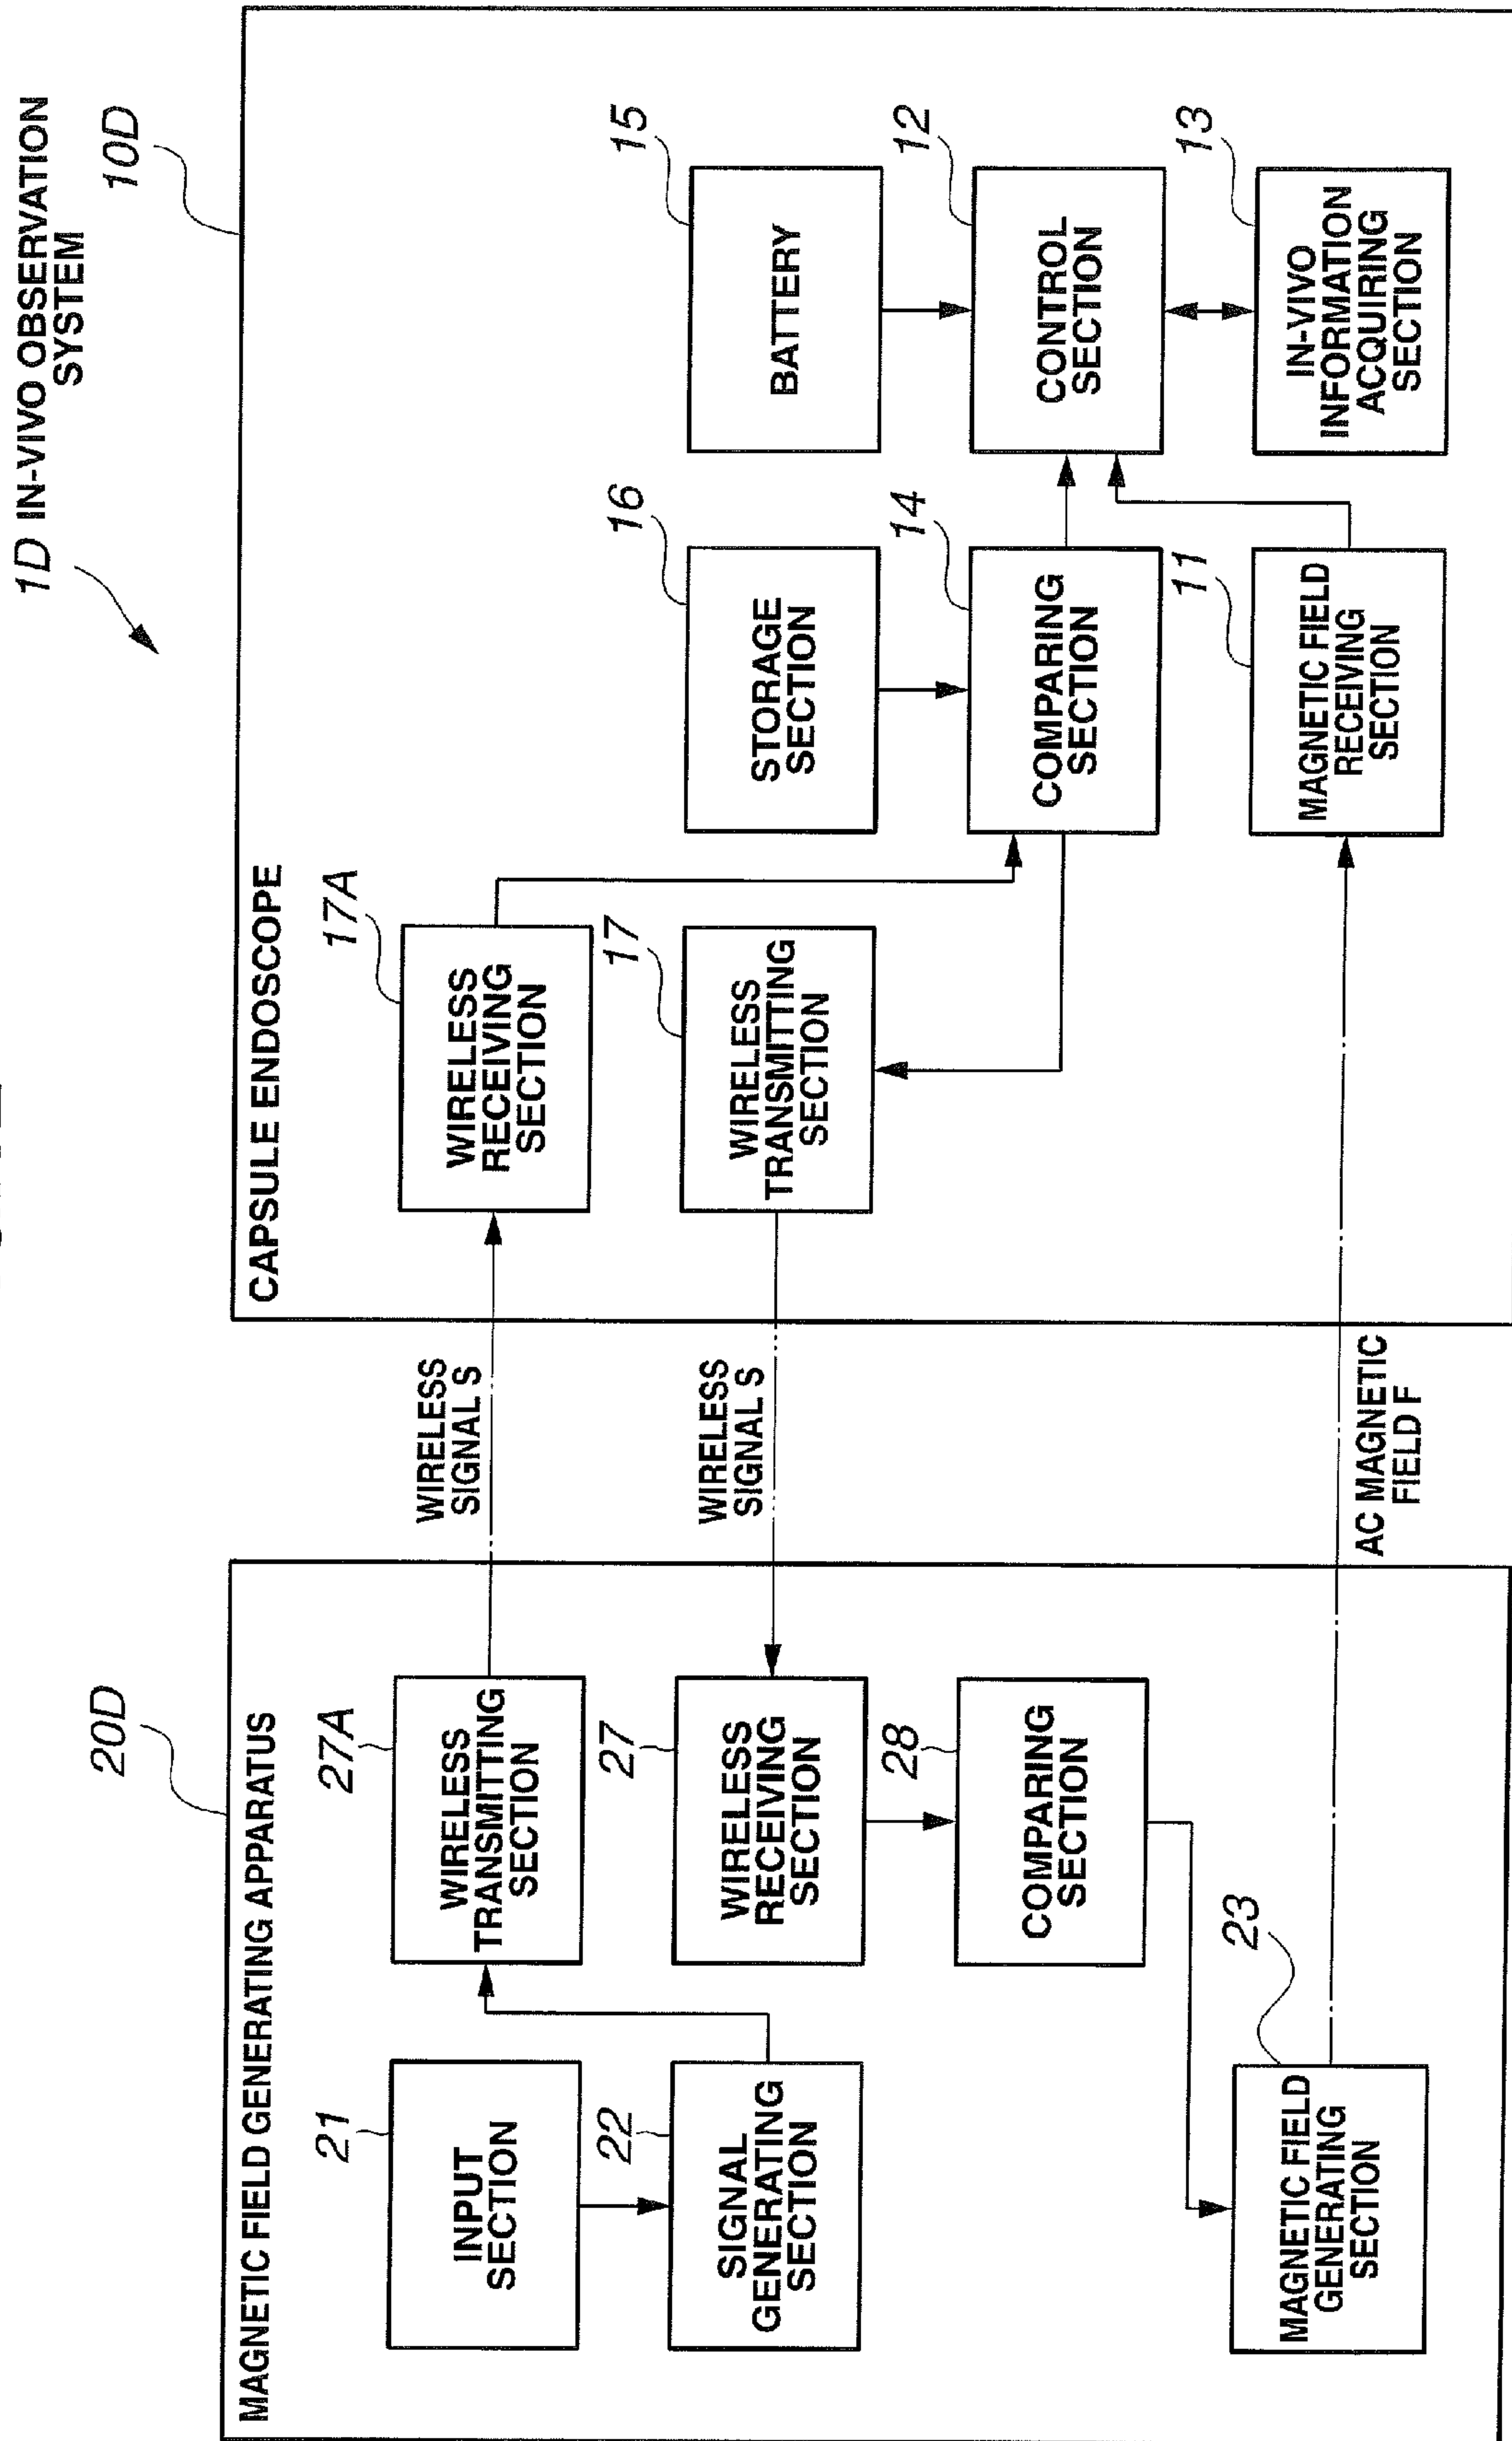 1D IN-VIVO OBSERVATION
SYSTEM
20D
MAGNETIC FIELD GENERATING APPARATUS
21
INPUT
SECTION
22
SIGNAL
GENERATING
SECTION
27A
WIRELESS
TRANSMITTING
SECTION
27
WIRELESS
RECEIVING
SECTION
28
COMPARING
SECTION
23
MAGNETIC FIELD
GENERATING
SECTION
WIRELESS
SIGNAL S
WIRELESS
SIGNAL S
AC MAGNETIC
FIELD F
10D
CAPSULE ENDOSCOPE
17A
WIRELESS
RECEIVING
SECTION
17
WIRELESS
TRANSMITTING
SECTION
16
STORAGE
SECTION
14
COMPARING
SECTION
11
MAGNETIC FIELD
RECEIVING
SECTION
15
BATTERY
12
CONTROL
SECTION
13
IN-VIVO
INFORMATION
ACQUIRING
SECTION